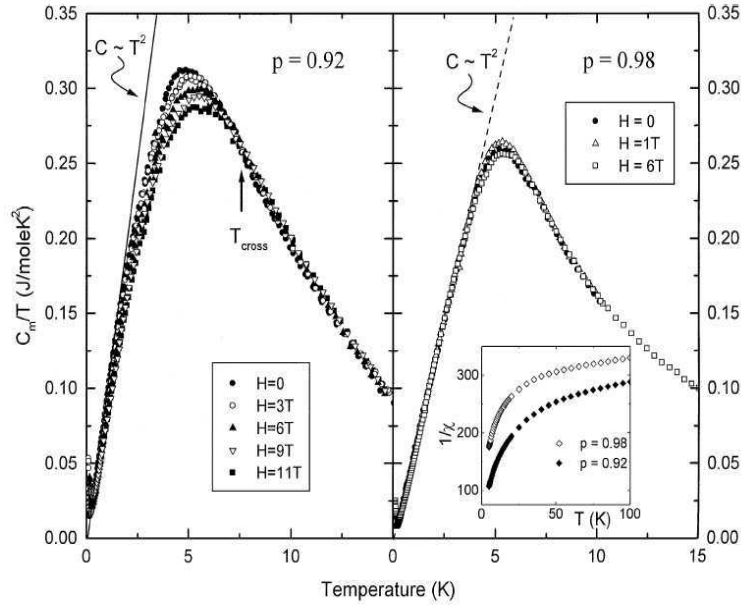 0.35
0.30
0.25
0.20
0.15
0.10
0.05
0.00
C_m/T (J/moleK²)
C ~ T²
p = 0.92
T_cross
H=0
H=3T
H=6T
H=9T
H=11T
0
5
10
C ~ T²
p = 0.98
H = 0
H =1T
H = 6T
300
200
100
1/χ
p = 0.98
p = 0.92
0
50
100
T (K)
0
5
10
15
0.35
0.30
0.25
0.20
0.15
0.10
0.05
0.00
Temperature (K)